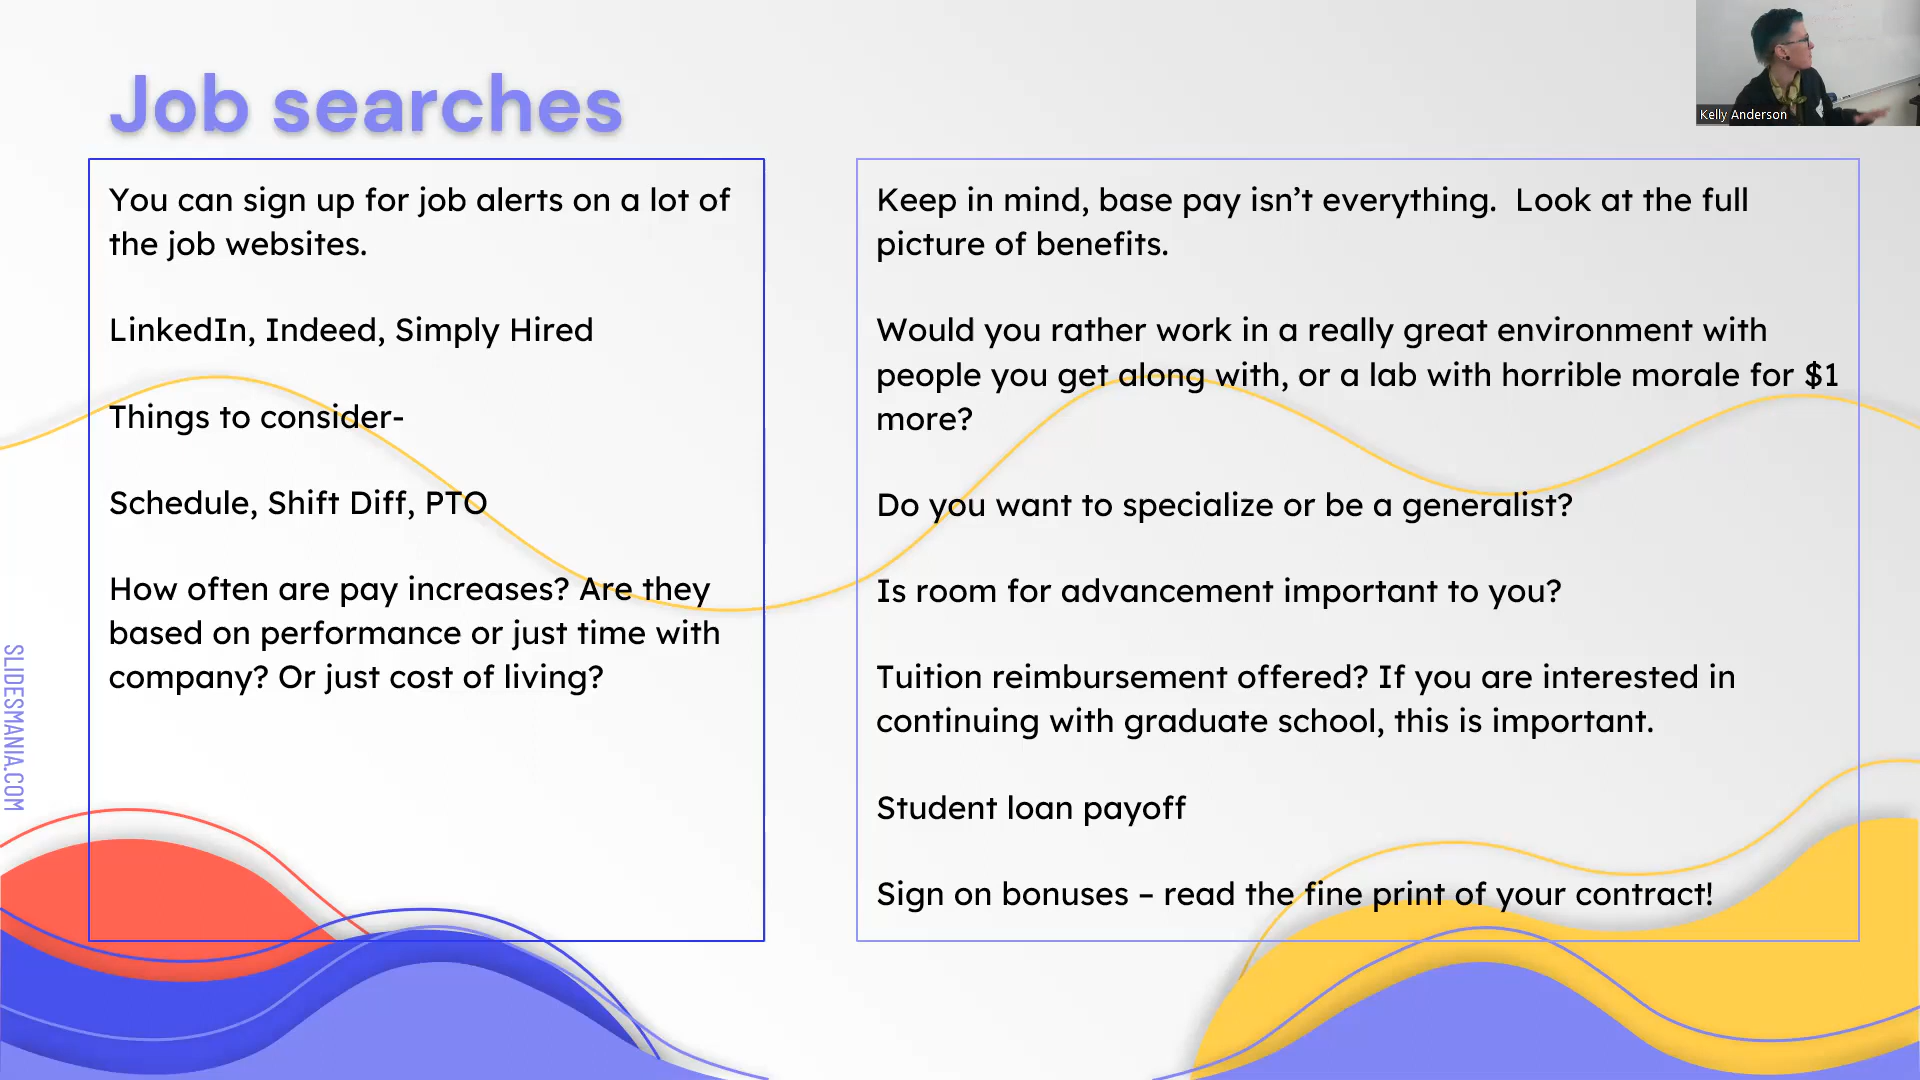 Job searches
Kelly Anderson
You can sign up for job alerts on a lot of
the job websites.
LinkedIn, Indeed, Simply Hired
Things to consider-
Schedule, Shift Diff, PTO
How often are pay increases? Are they
based on performance or just time with
company? Or just cost of living?
Keep in mind, base pay isn’t everything.  Look at the full
picture of benefits.
Would you rather work in a really great environment with
people you get along with, or a lab with horrible morale for $1
more?
Do you want to specialize or be a generalist?
Is room for advancement important to you?
Tuition reimbursement offered? If you are interested in
continuing with graduate school, this is important.
Student loan payoff
Sign on bonuses – read the fine print of your contract!
SLIDESMANIA.COM